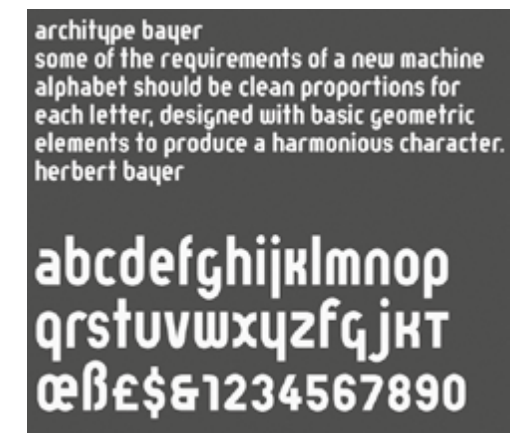 architype bayer
some of the requirements of a new machine
alphabet should be clean proportions for
each letter, designed with basic geometric
elements to produce a harmonious character.
herbert bayer
abcdefghijklmnop
qrstuvwxyzfgjkt
œß£$&1234567890